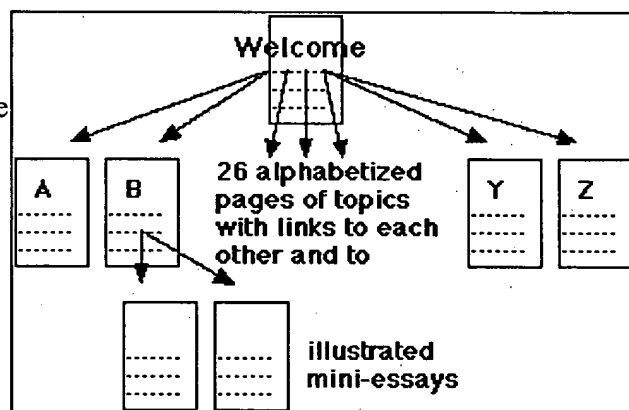 Welcome
e
A
B
26 alphabetized
pages of topics
with links to each
other and to
Y
Z
illustrated
mini-essays